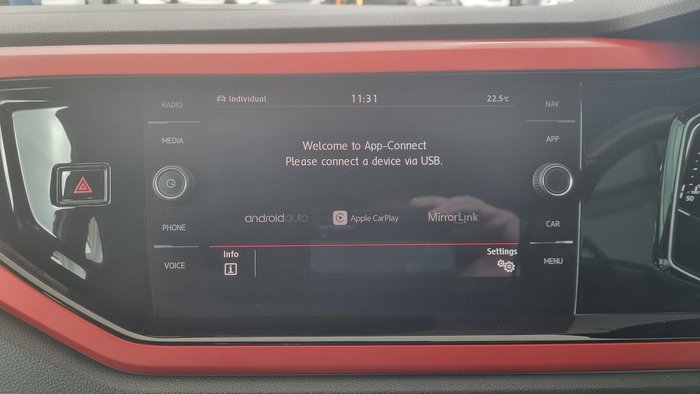 RADIO
MEDIA
PHONE
VOICE
Individual
11:31
22.5°C
Welcome to App-Connect
Please connect a device via USB.
androidauto
Apple CarPlay
MirrorLink
Info
i
Settings
NAV
APP
CAR
MENU
50